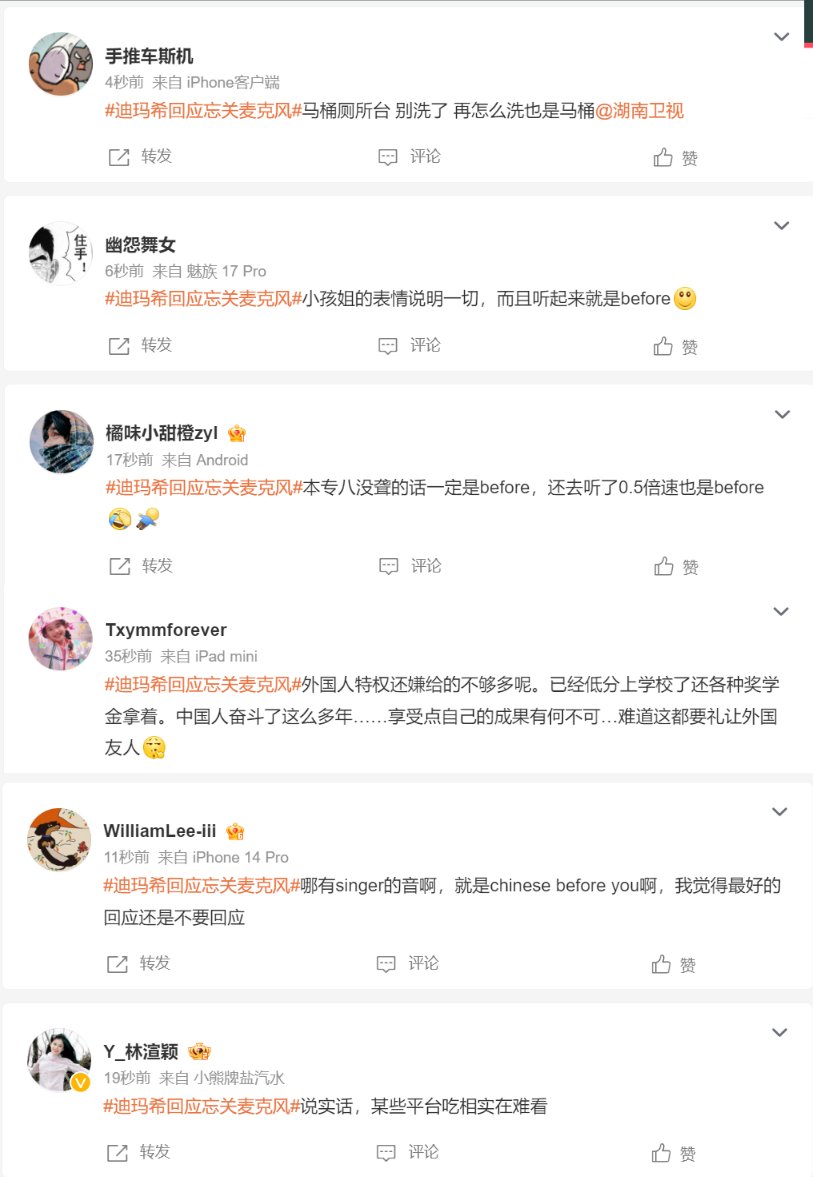 手推车斯机
4秒前 来自 iPhone客户端
#迪玛希回应忘关麦克风#马桶厕所台 别洗了 再怎么洗也是马桶@湖南卫视
转发 评论 赞
住手!
幽怨舞女
6秒前 来自 魅族 17 Pro
#迪玛希回应忘关麦克风#小孩姐的表情说明一切，而且听起来就是before
转发 评论 赞
橘味小甜橙zyl
17秒前 来自 Android
#迪玛希回应忘关麦克风#本专八没聋的话一定是before，还去听了0.5倍速也是before
转发 评论 赞
Txymmforever
35秒前 来自 iPad mini
#迪玛希回应忘关麦克风#外国人特权还嫌给的不够多呢。已经低分上学校了还各种奖学
金拿着。中国人奋斗了这么多年……享受点自己的成果有何不可…难道这都要礼让外国
友人
WilliamLee-iii
11秒前 来自 iPhone 14 Pro
#迪玛希回应忘关麦克风#哪有singer的音啊，就是chinese before you啊，我觉得最好的
回应还是不要回应
转发 评论 赞
Y_林渲颖
19秒前 来自 小熊牌盐汽水
#迪玛希回应忘关麦克风#说实话，某些平台吃相实在难看
转发 评论 赞